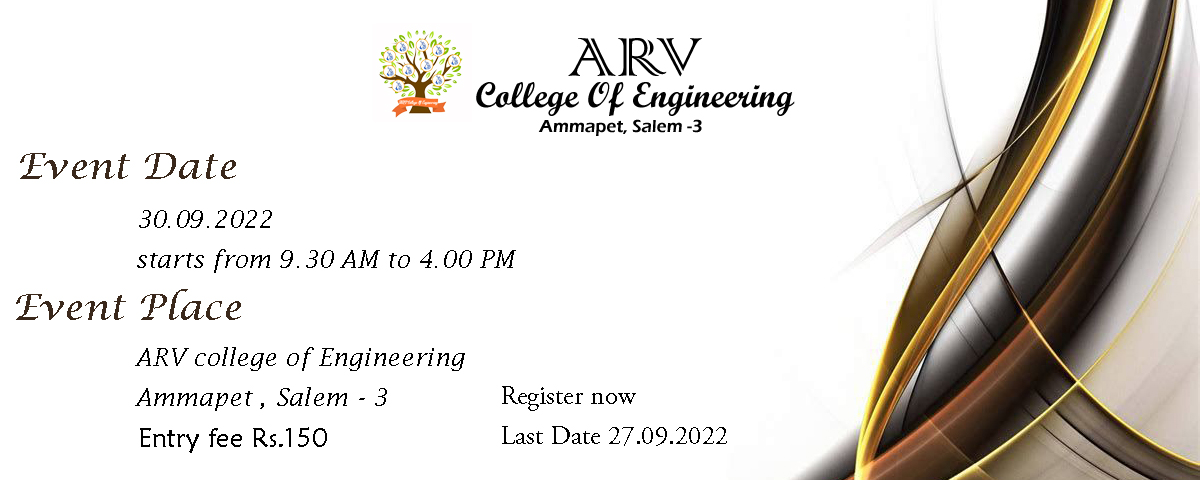 ARV
College Of Engineering
Ammapet, Salem -3
Event Date
30.09.2022
starts from 9.30 AM to 4.00 PM
Event Place
ARV college of Engineering
Ammapet , Salem - 3
Entry fee Rs.150
Register now
Last Date 27.09.2022